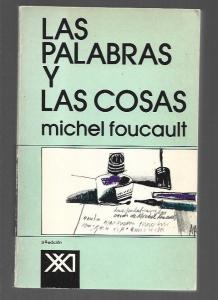 LAS
PALABRAS
Y
LAS COSAS
michel foucault
XXI